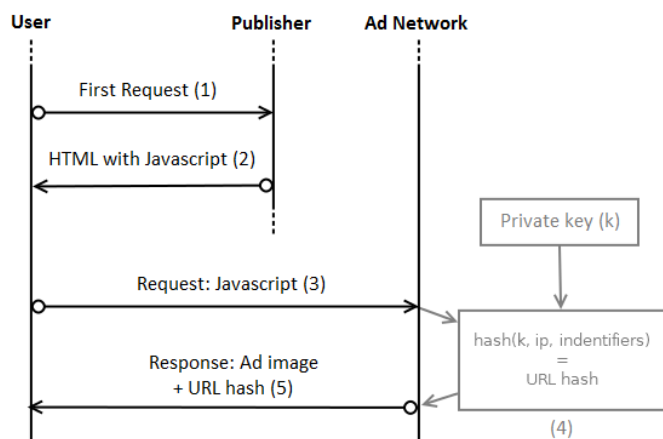 User
Publisher
Ad Network
First Request (1)
HTML with Javascript (2)
Private key (k)
Request: Javascript (3)
hash(k, ip, indentifiers)
=
URL hash
Response: Ad image
+ URL hash (5)
(4)